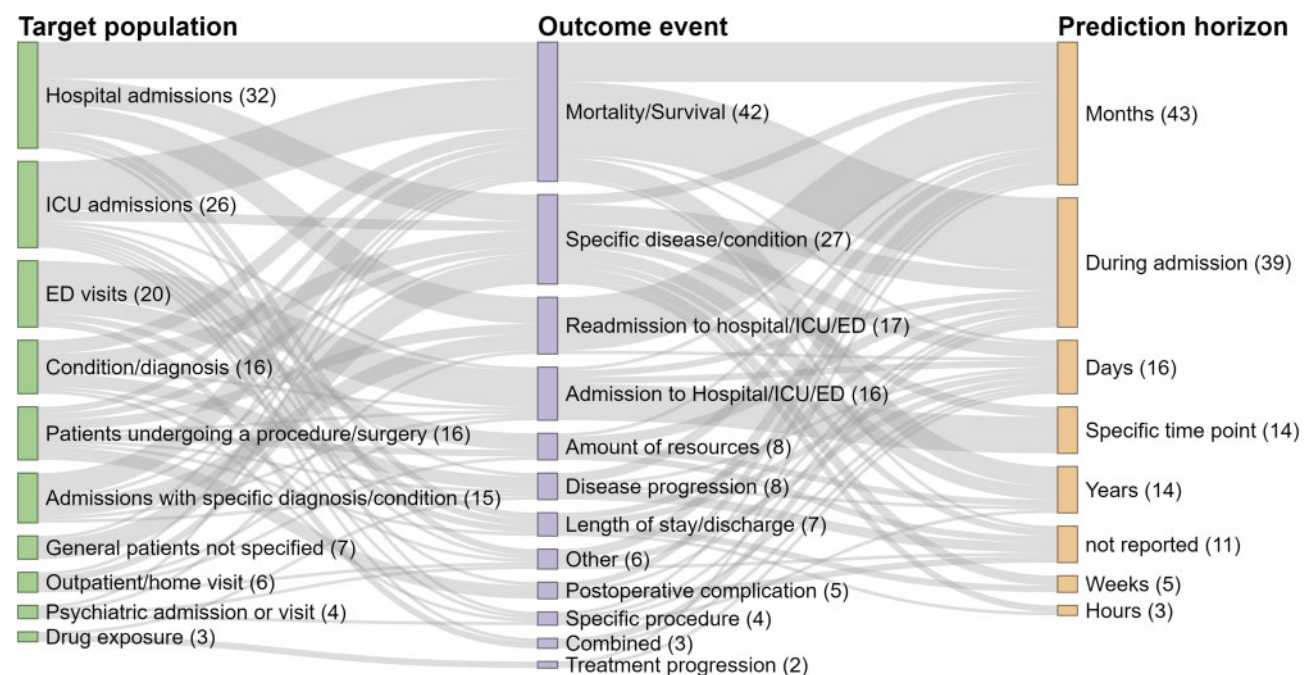 Target population
Outcome event
Prediction horizon
Hospital admissions (32)
ICU admissions (26)
ED visits (20)
Condition/diagnosis (16)
Patients undergoing a procedure/surgery (16)
Admissions with specific diagnosis/condition (15)
General patients not specified (7)
Outpatient/home visit (6)
Psychiatric admission or visit (4)
Drug exposure (3)
Mortality/Survival (42)
Specific disease/condition (27)
Readmission to hospital/ICU/ED (17)
Admission to Hospital/ICU/ED (16)
Amount of resources (8)
Disease progression (8)
Length of stay/discharge (7)
Other (6)
Postoperative complication (5)
Specific procedure (4)
Combined (3)
Treatment progression (2)
Months (43)
During admission (39)
Days (16)
Specific time point (14)
Years (14)
not reported (11)
Weeks (5)
Hours (3)